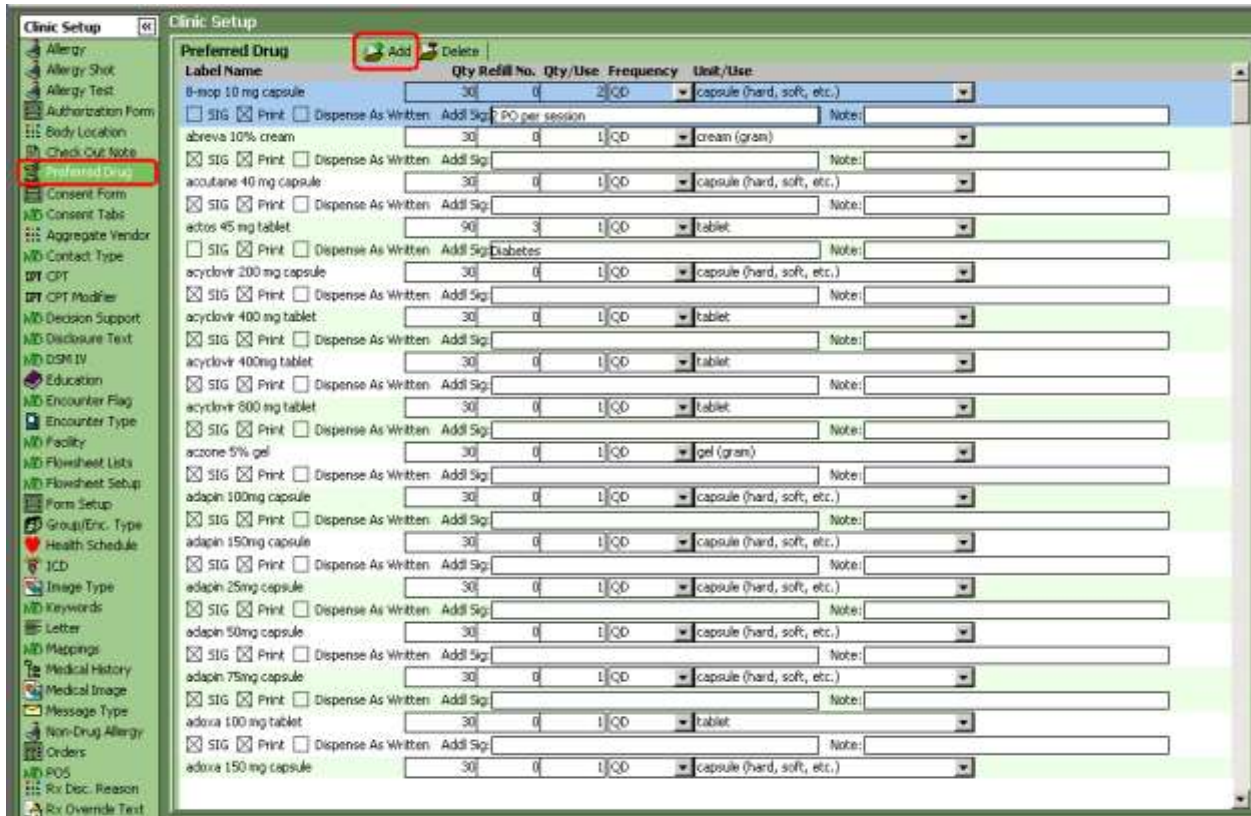 Clinic Setup «
Allergy
Allergy Shot
Allergy Test
Authorization Form
Body Location
Check Out Note
Preferred Drug
Consent Form
Consent Tabs
Aggregate Vendor
Contact Type
CPT CPT
CPT CPT Modifier
Decision Support
Disclosure Text
DSM IV
Education
Encounter Flag
Encounter Type
Facility
Flowsheet Lists
Flowsheet Setup
Form Setup
Group/Enc. Type
Health Schedule
ICD
Image Type
Keywords
Letter
Mappings
Medical History
Medical Image
Message Type
Non-Drug Allergy
Orders
POS
Rx Disc. Reason
Rx Override Text
Clinic Setup
Preferred Drug Add Delete
Label Name Qty Refill No. Qty/Use Frequency Unit/Use
8-mop 10 mg capsule 30 0 2 QD capsule (hard, soft, etc.)
SIG Print Dispense As Written Addl Sig: 2 PO per session Note:
abreva 10% cream 30 0 1 QD cream (gram)
SIG Print Dispense As Written Addl Sig: Note:
accutane 40 mg capsule 30 0 1 QD capsule (hard, soft, etc.)
SIG Print Dispense As Written Addl Sig: Note:
actos 45 mg tablet 90 3 1 QD tablet
SIG Print Dispense As Written Addl Sig: Diabetes Note:
acyclovir 200 mg capsule 30 0 1 QD capsule (hard, soft, etc.)
SIG Print Dispense As Written Addl Sig: Note:
acyclovir 400 mg tablet 30 0 1 QD tablet
SIG Print Dispense As Written Addl Sig: Note:
acyclovir 400mg tablet 30 0 1 QD tablet
SIG Print Dispense As Written Addl Sig: Note:
acyclovir 800 mg tablet 30 0 1 QD tablet
SIG Print Dispense As Written Addl Sig: Note:
aczone 5% gel 30 0 1 QD gel (gram)
SIG Print Dispense As Written Addl Sig: Note:
adapin 100mg capsule 30 0 1 QD capsule (hard, soft, etc.)
SIG Print Dispense As Written Addl Sig: Note:
adapin 150mg capsule 30 0 1 QD capsule (hard, soft, etc.)
SIG Print Dispense As Written Addl Sig: Note:
adapin 25mg capsule 30 0 1 QD capsule (hard, soft, etc.)
SIG Print Dispense As Written Addl Sig: Note:
adapin 50mg capsule 30 0 1 QD capsule (hard, soft, etc.)
SIG Print Dispense As Written Addl Sig: Note:
adapin 75mg capsule 30 0 1 QD capsule (hard, soft, etc.)
SIG Print Dispense As Written Addl Sig: Note:
adoxa 100 mg tablet 30 0 1 QD tablet
SIG Print Dispense As Written Addl Sig: Note:
adoxa 150 mg capsule 30 0 1 QD capsule (hard, soft, etc.)